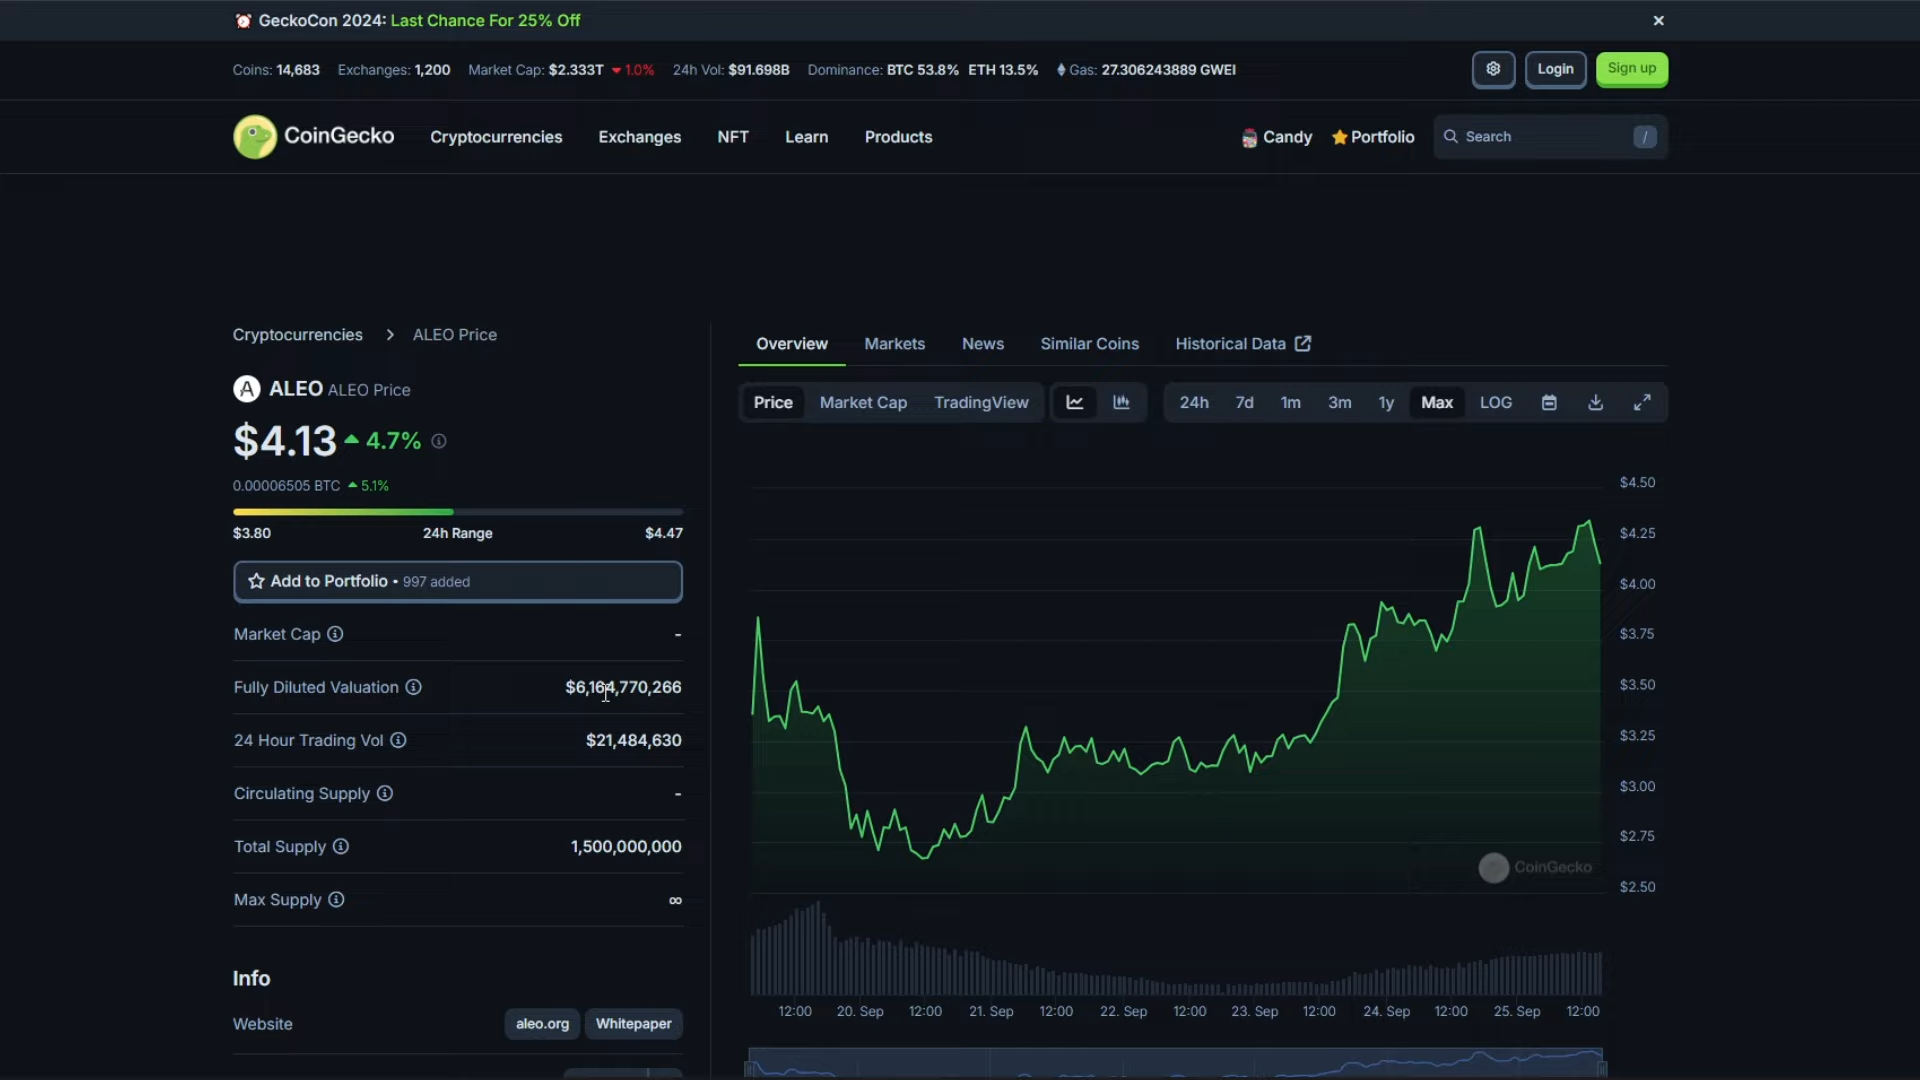 GeckoCon 2024: Last Chance For 25% Off
Coins: 14,683 Exchanges: 1,200 Market Cap: $2.333T 1.0% 24h Vol: $91.698B Dominance: BTC 53.8% ETH 13.5% Gas: 27.306243889 GWEI
Login
Sign up
CoinGecko
Cryptocurrencies
Exchanges
NFT
Learn
Products
Candy
Portfolio
Search
/
Cryptocurrencies > ALEO Price
ALEO ALEO Price
$4.13 4.7%
0.00006505 BTC 5.1%
$3.80 24h Range $4.47
Add to Portfolio • 997 added
Market Cap -
Fully Diluted Valuation $6,164,770,266
24 Hour Trading Vol $21,484,630
Circulating Supply -
Total Supply 1,500,000,000
Max Supply ∞
Info
Website aleo.org Whitepaper
Overview Markets News Similar Coins Historical Data
Price Market Cap TradingView 24h 7d 1m 3m 1y Max LOG
$4.50
$4.25
$4.00
$3.75
$3.50
$3.25
$3.00
$2.75
CoinGecko
$2.50
12:00 20. Sep 12:00 21. Sep 12:00 22. Sep 12:00 23. Sep 12:00 24. Sep 12:00 25. Sep 12:00